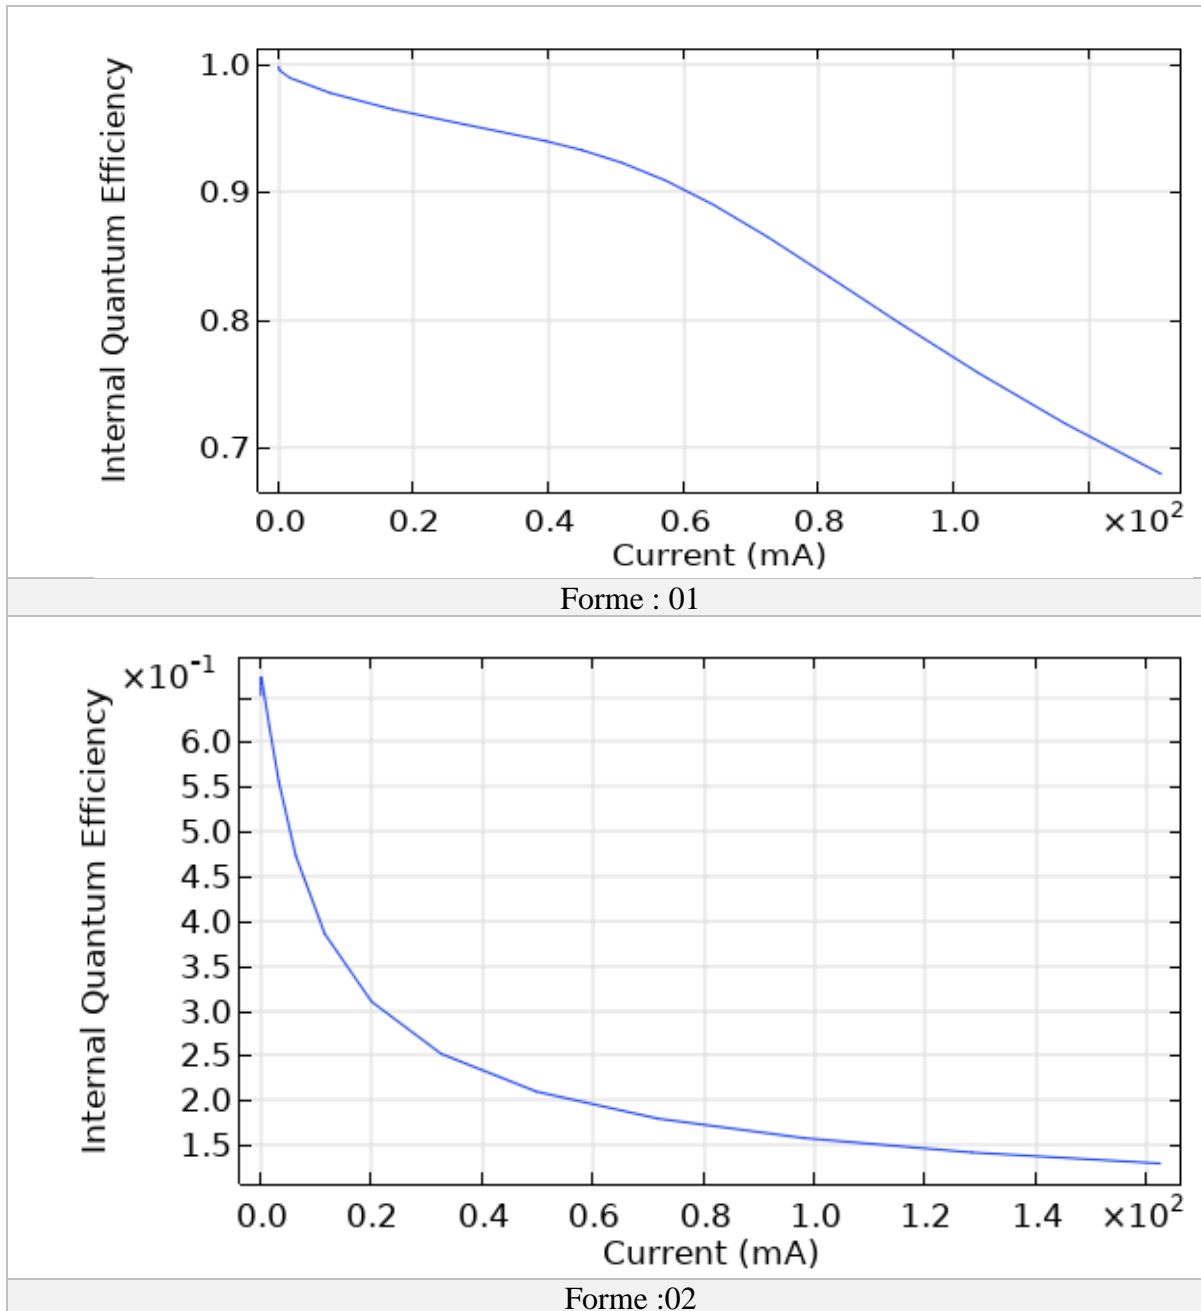 Internal Quantum Efficiency
1.0
0.9
0.8
0.7
0.0 0.2 0.4 0.6 0.8 1.0 ×10²
Current (mA)
Forme : 01
×10⁻¹
Internal Quantum Efficiency
6.0
5.5
5.0
4.5
4.0
3.5
3.0
2.5
2.0
1.5
0.0 0.2 0.4 0.6 0.8 1.0 1.2 1.4 ×10²
Current (mA)
Forme :02